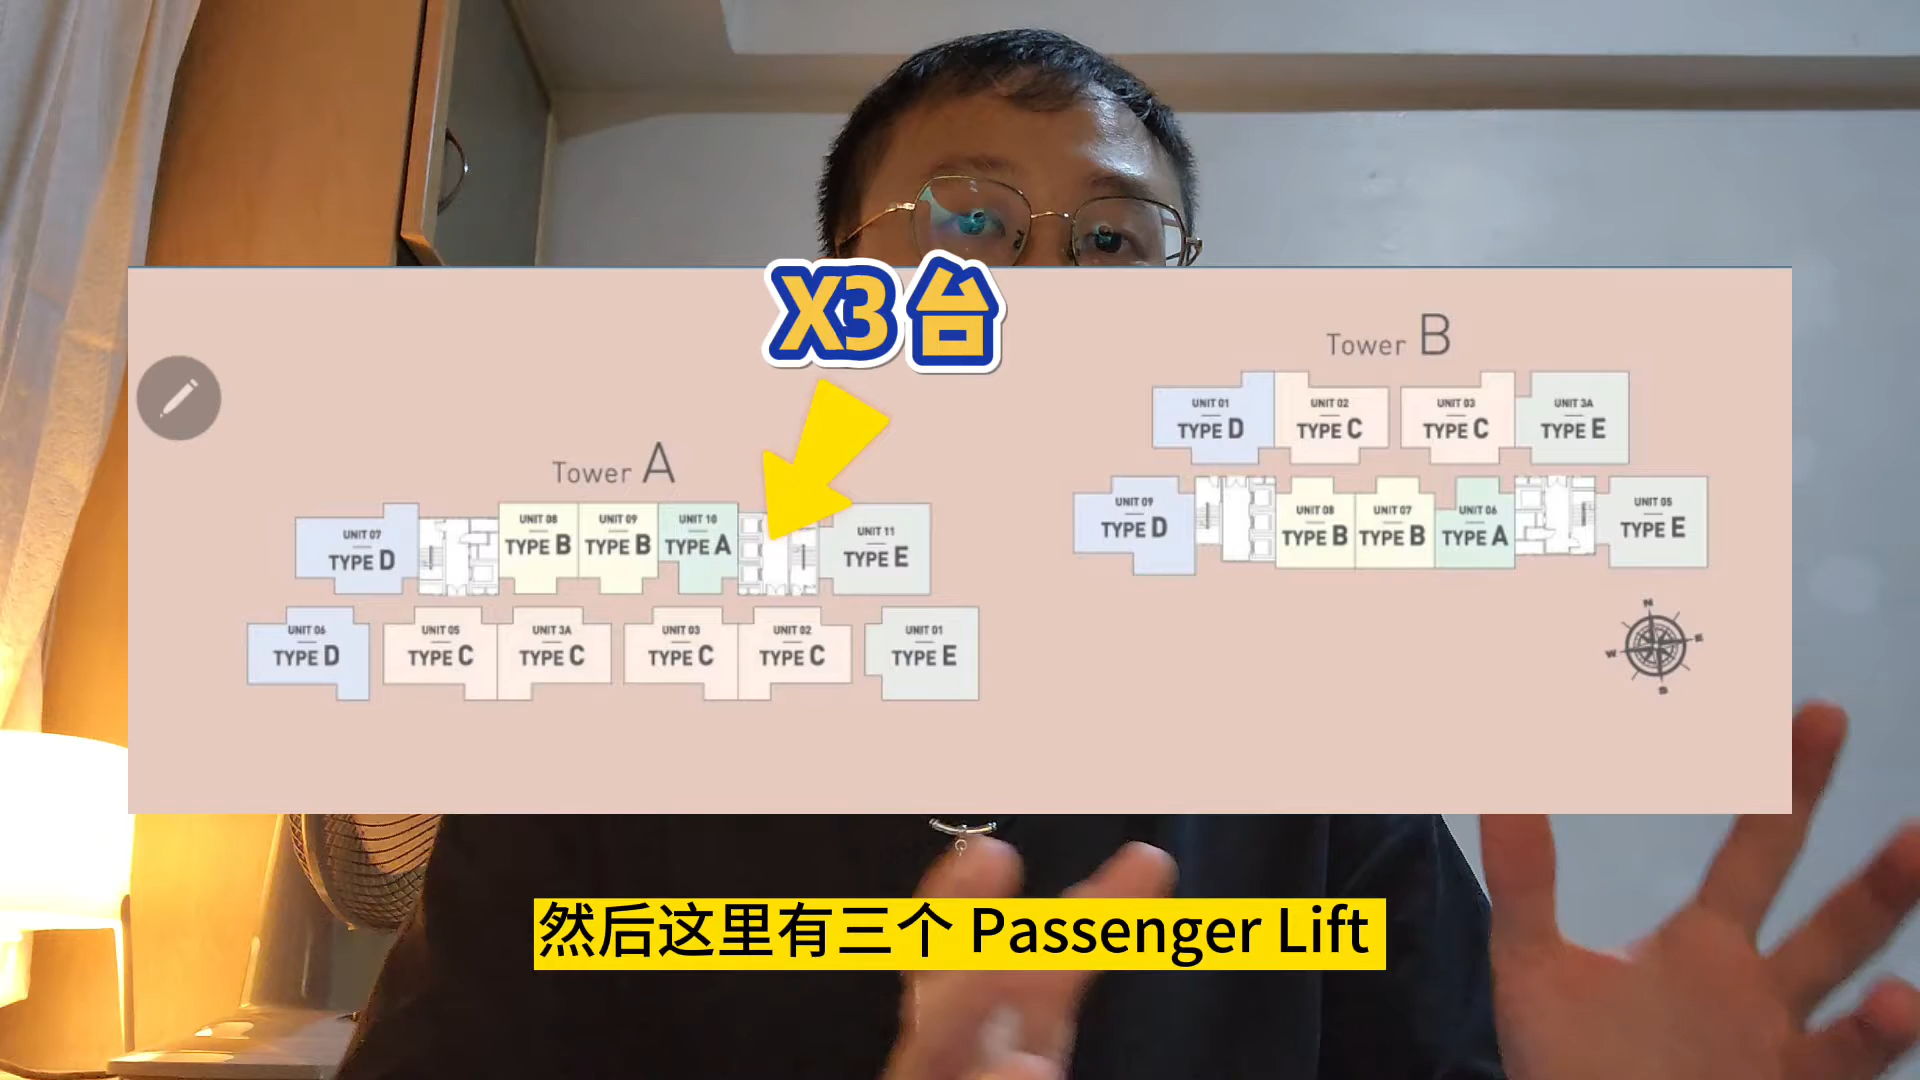 X3台
Tower B
UNIT 01
TYPE D
UNIT 02
TYPE C
UNIT 03
TYPE C
UNIT 3A
TYPE E
UNIT 09
TYPE D
UNIT 08
TYPE B
UNIT 07
TYPE B
UNIT 06
TYPE A
UNIT 05
TYPE E
Tower A
UNIT 07
TYPE D
UNIT 08
TYPE B
UNIT 09
TYPE B
UNIT 10
TYPE A
UNIT 11
TYPE E
UNIT 06
TYPE D
UNIT 05
TYPE C
UNIT 3A
TYPE C
UNIT 03
TYPE C
UNIT 02
TYPE C
UNIT 01
TYPE E
N
W
E
S
然后这里有三个 Passenger Lift